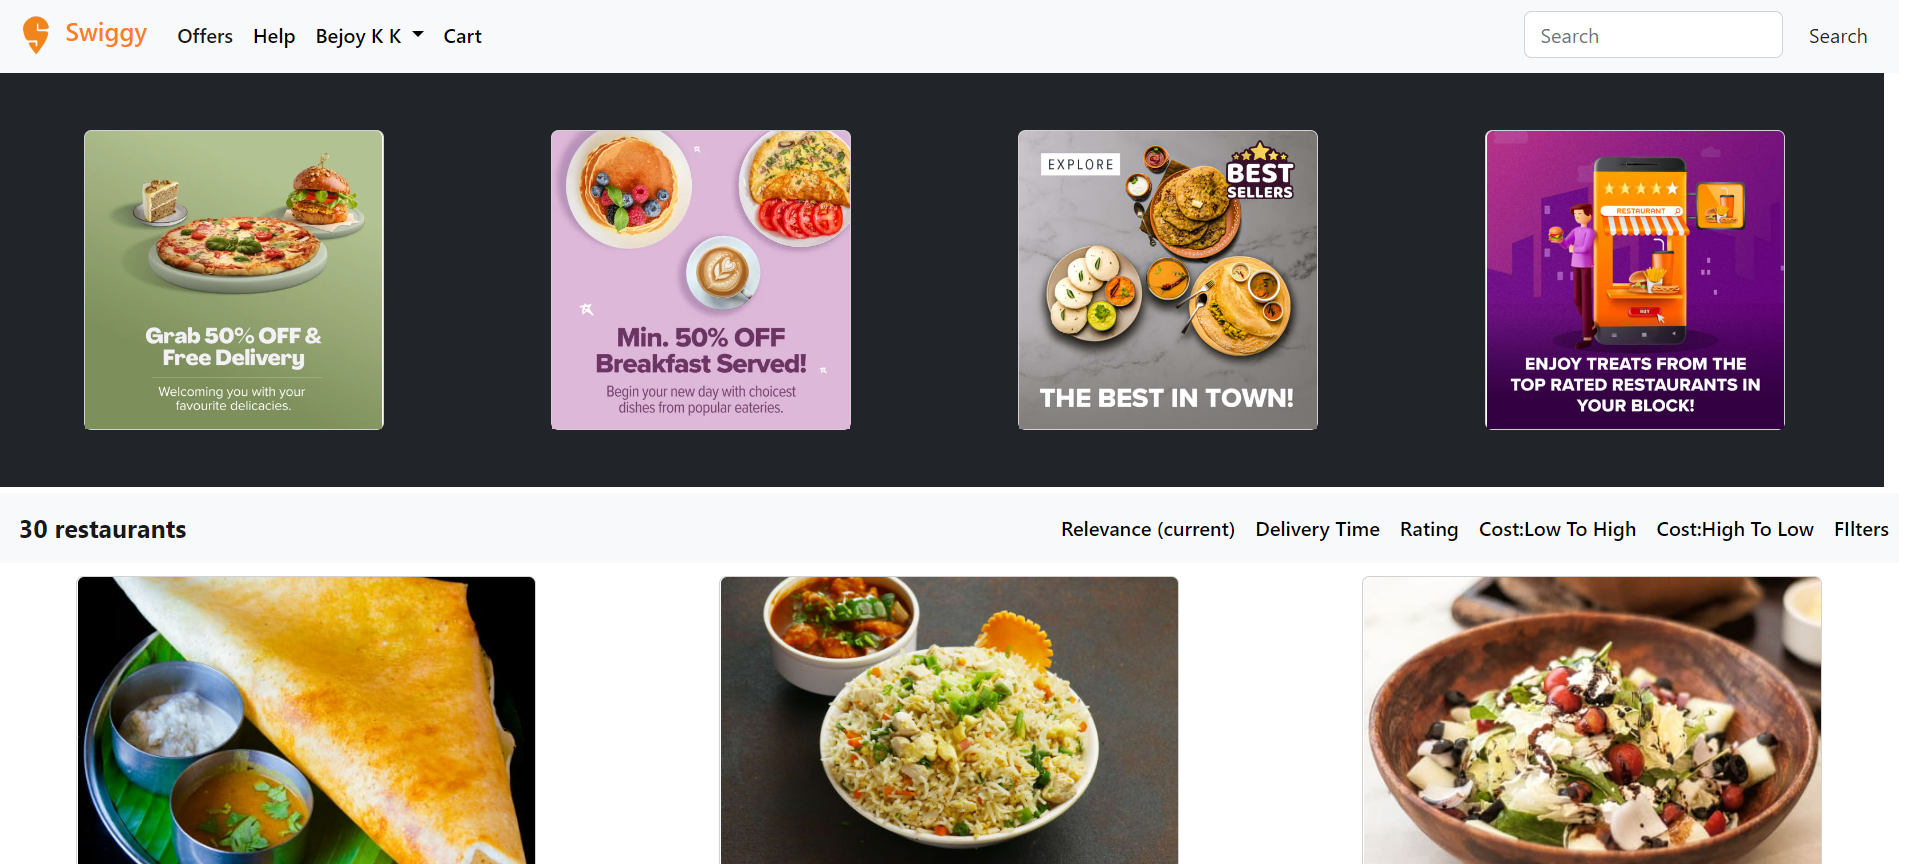 Swiggy Offers Help Bejoy K K Cart Search Search
Grab 50% OFF &
Free Delivery
Welcoming you with your
favourite delicacies.
Min. 50% OFF
Breakfast Served!
Begin your new day with choicest
dishes from popular eateries.
EXPLORE
BEST
SELLERS
THE BEST IN TOWN!
RESTAURANT
BUY
ENJOY TREATS FROM THE
TOP RATED RESTAURANTS IN
YOUR BLOCK!
30 restaurants Relevance (current) Delivery Time Rating Cost:Low To High Cost:High To Low FIlters